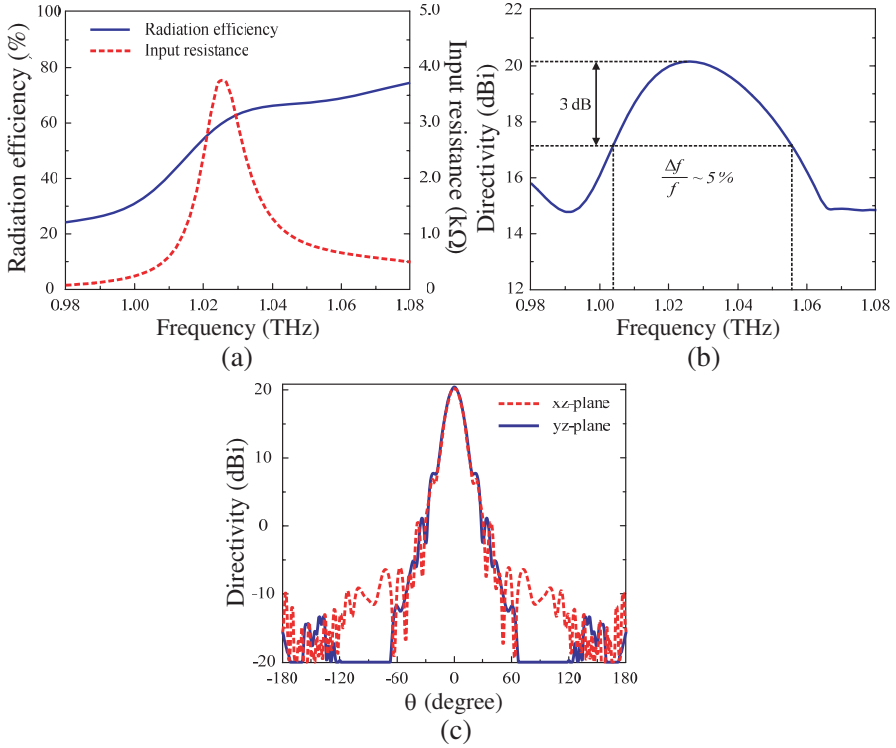 100
80
60
40
20
0
Radiation efficiency (%)
Radiation efficiency
Input resistance
5.0
4.0
3.0
2.0
1.0
0
Input resistance (kΩ)
0.98 1.00 1.02 1.04 1.06 1.08
Frequency (THz)
(a)
22
20
18
16
14
12
Directivity (dBi)
3 dB
Δf
f
~5%
0.98 1.00 1.02 1.04 1.06 1.08
Frequency (THz)
(b)
20
10
0
-10
-20
Directivity (dBi)
xz-plane
yz-plane
-180 -120 -60 0 60 120 180
θ (degree)
(c)